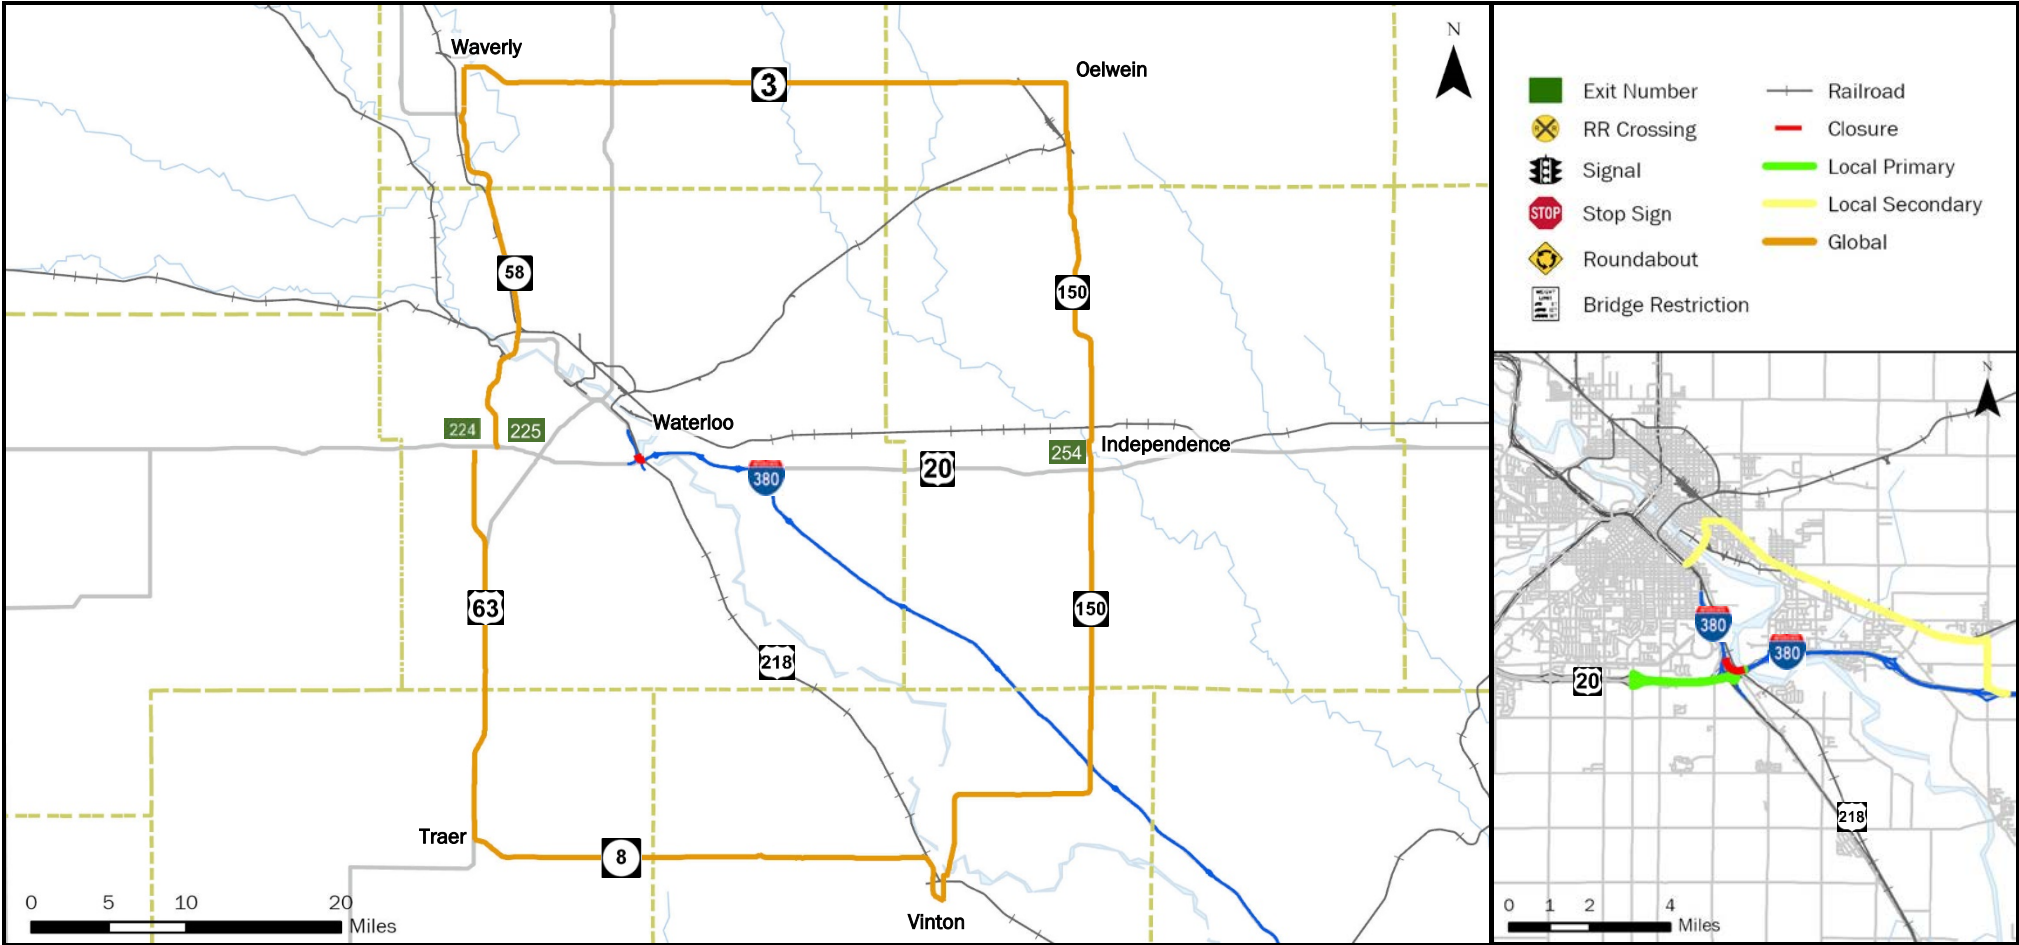 Waverly
Oelwein
N
3
58
150
224
225
Waterloo
254
Independence
20
380
63
150
218
Traer
8
Vinton
0 5 10 20
Miles
Exit Number
RR Crossing
Signal
STOP
Stop Sign
Roundabout
WEIGHT
LIMIT
Bridge Restriction
Railroad
Closure
Local Primary
Local Secondary
Global
N
380
380
20
218
0 1 2 4
Miles